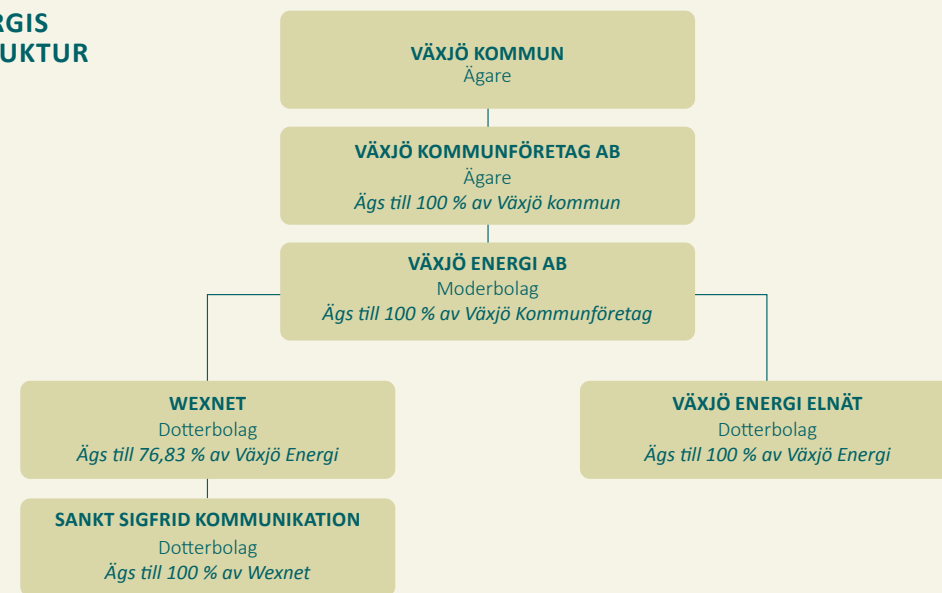 RGIS
UKTUR
VÄXJÖ KOMMUN
Ägare
VÄXJÖ KOMMUNFÖRETAG AB
Ägare
Ägs till 100 % av Växjö kommun
VÄXJÖ ENERGI AB
Moderbolag
Ägs till 100 % av Växjö Kommunföretag
WEXNET
Dotterbolag
Ägs till 76,83 % av Växjö Energi
VÄXJÖ ENERGI ELNÄT
Dotterbolag
Ägs till 100 % av Växjö Energi
SANKT SIGFRID KOMMUNIKATION
Dotterbolag
Ägs till 100 % av Wexnet